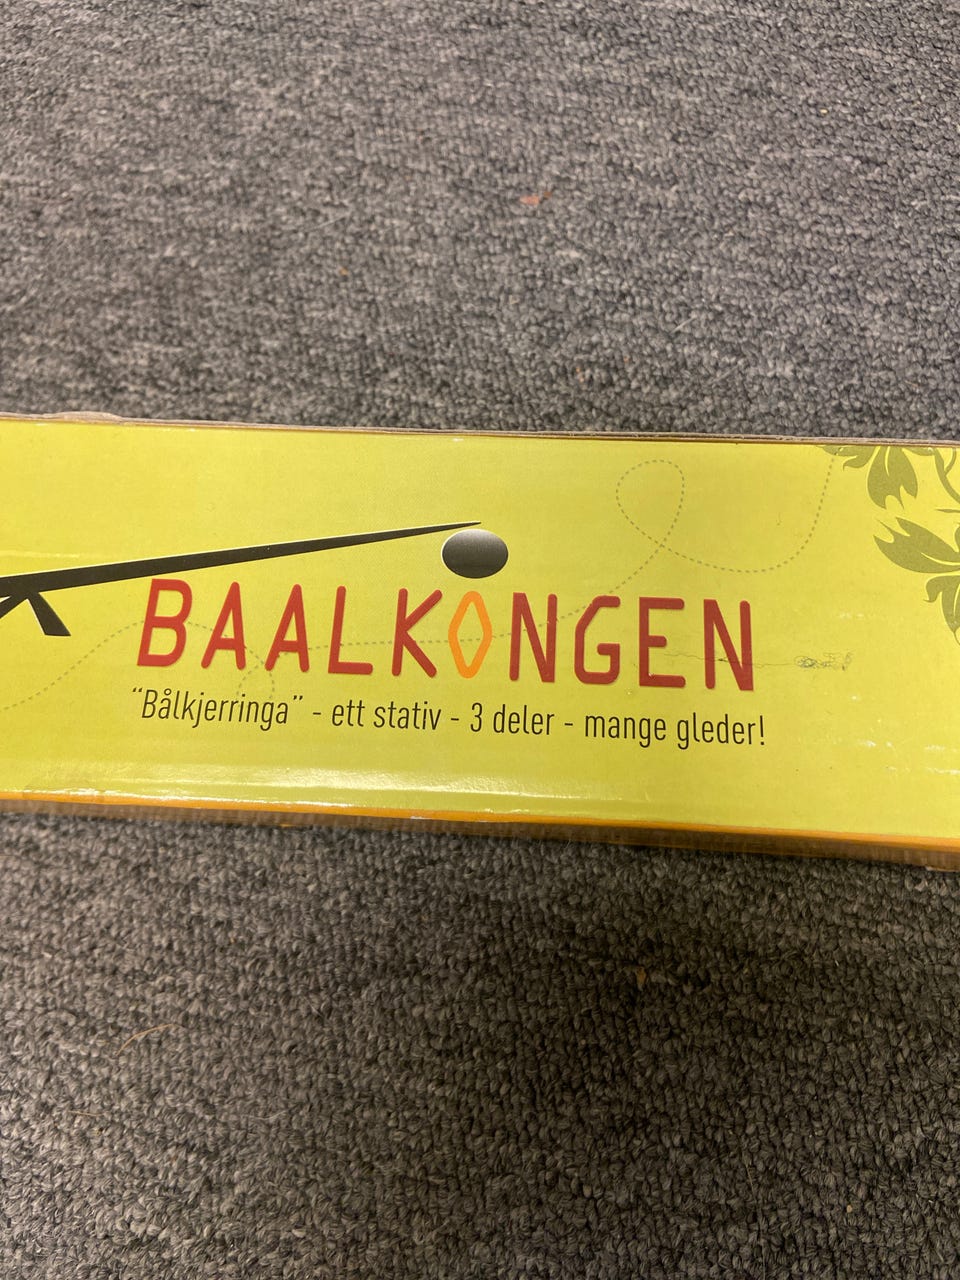 BAALKONGEN
“Bålkjerringa” - ett stativ - 3 deler - mange gleder!